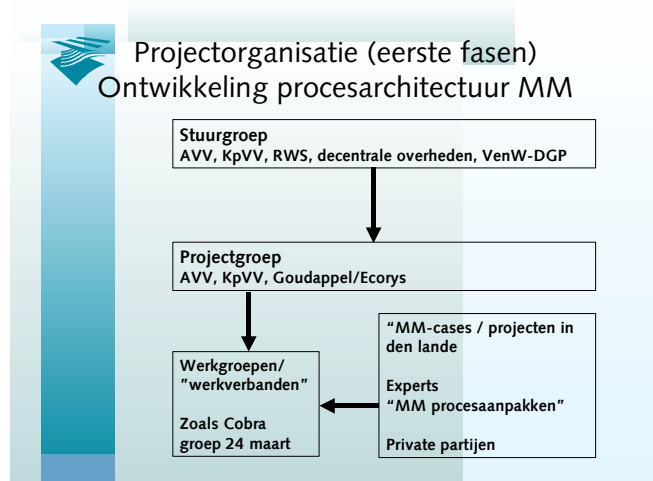 Projectorganisatie (eerste fasen)
Ontwikkeling procesarchitectuur MM
Stuurgroep
AVV, KpVV, RWS, decentrale overheden, VenW-DGP
Projectgroep
AVV, KpVV, Goudappel/Ecorys
Werkgroepen/
"werkverbanden"
Zoals Cobra
groep 24 maart
“MM-cases / projecten in
den lande
Experts
“MM procesaanpakken”
Private partijen